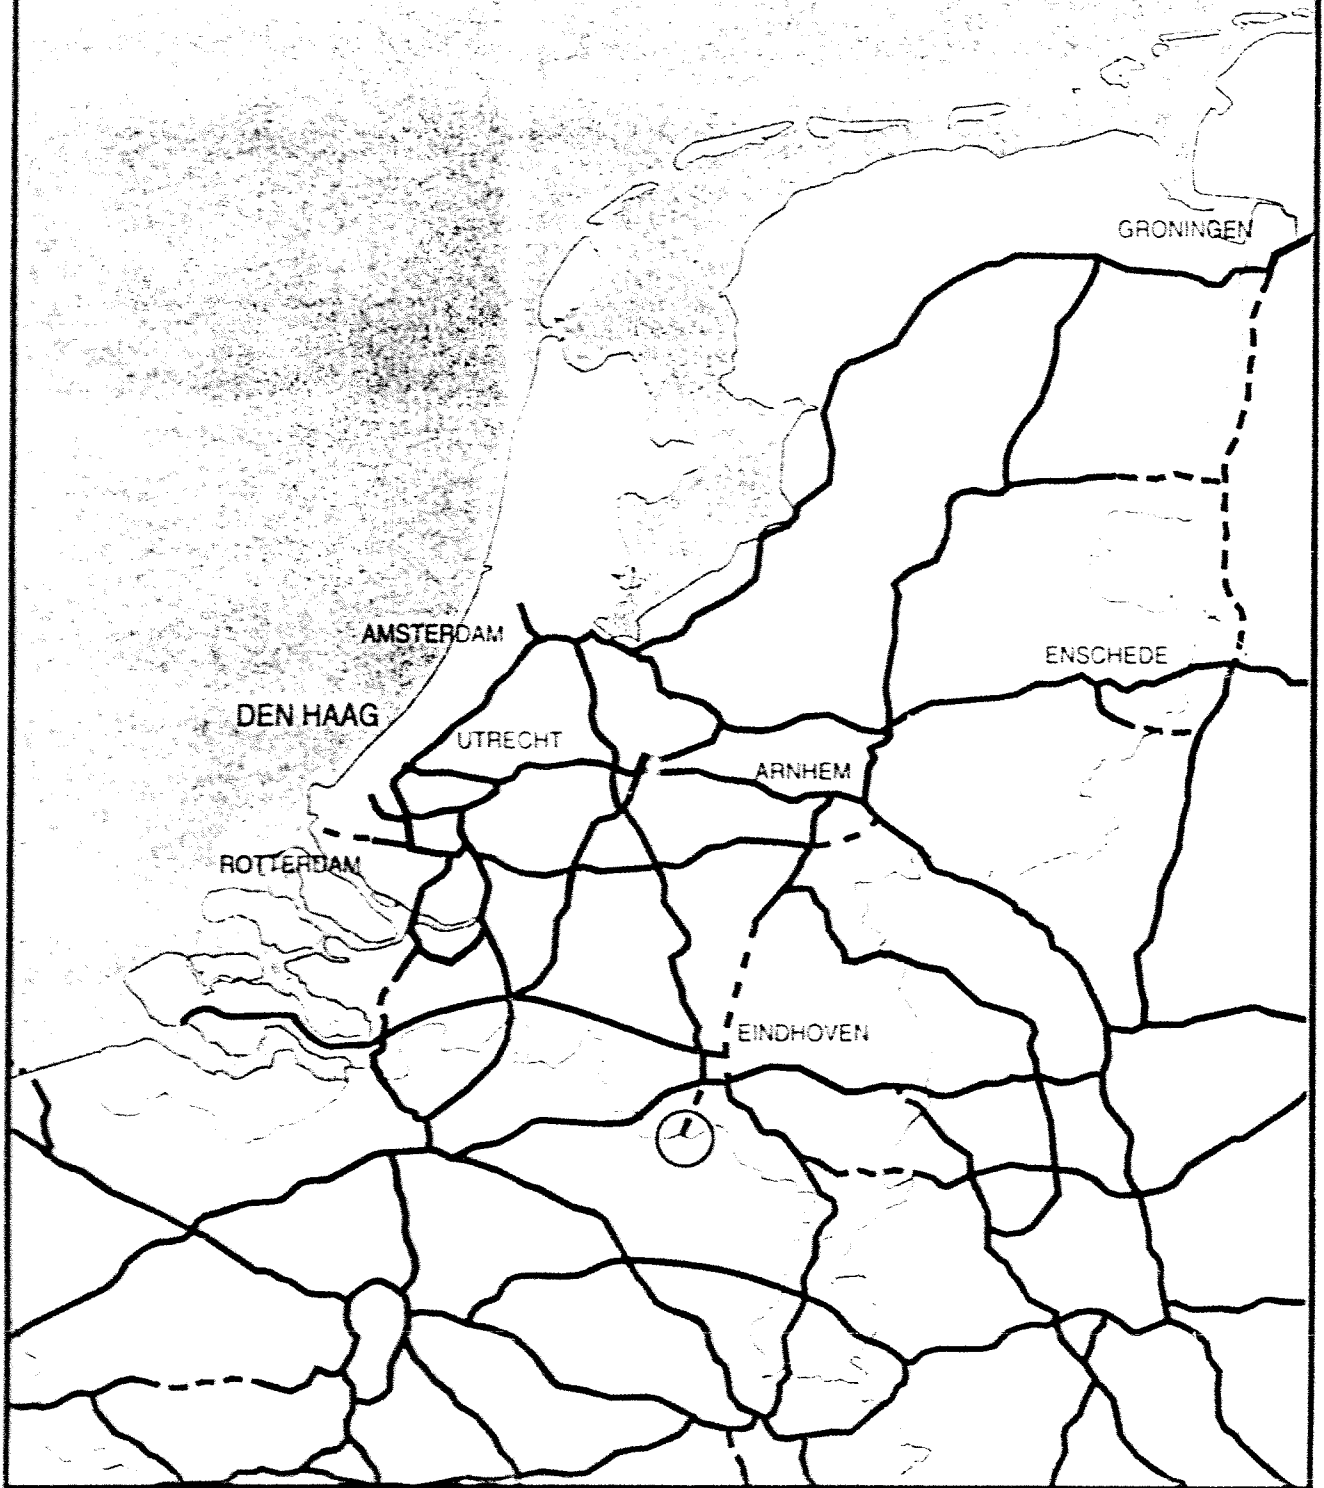 GRONINGEN
AMSTERDAM
ENSCHEDE
DEN HAAG
UTRECHT
ARNHEM
ROTTERDAM
EINDHOVEN